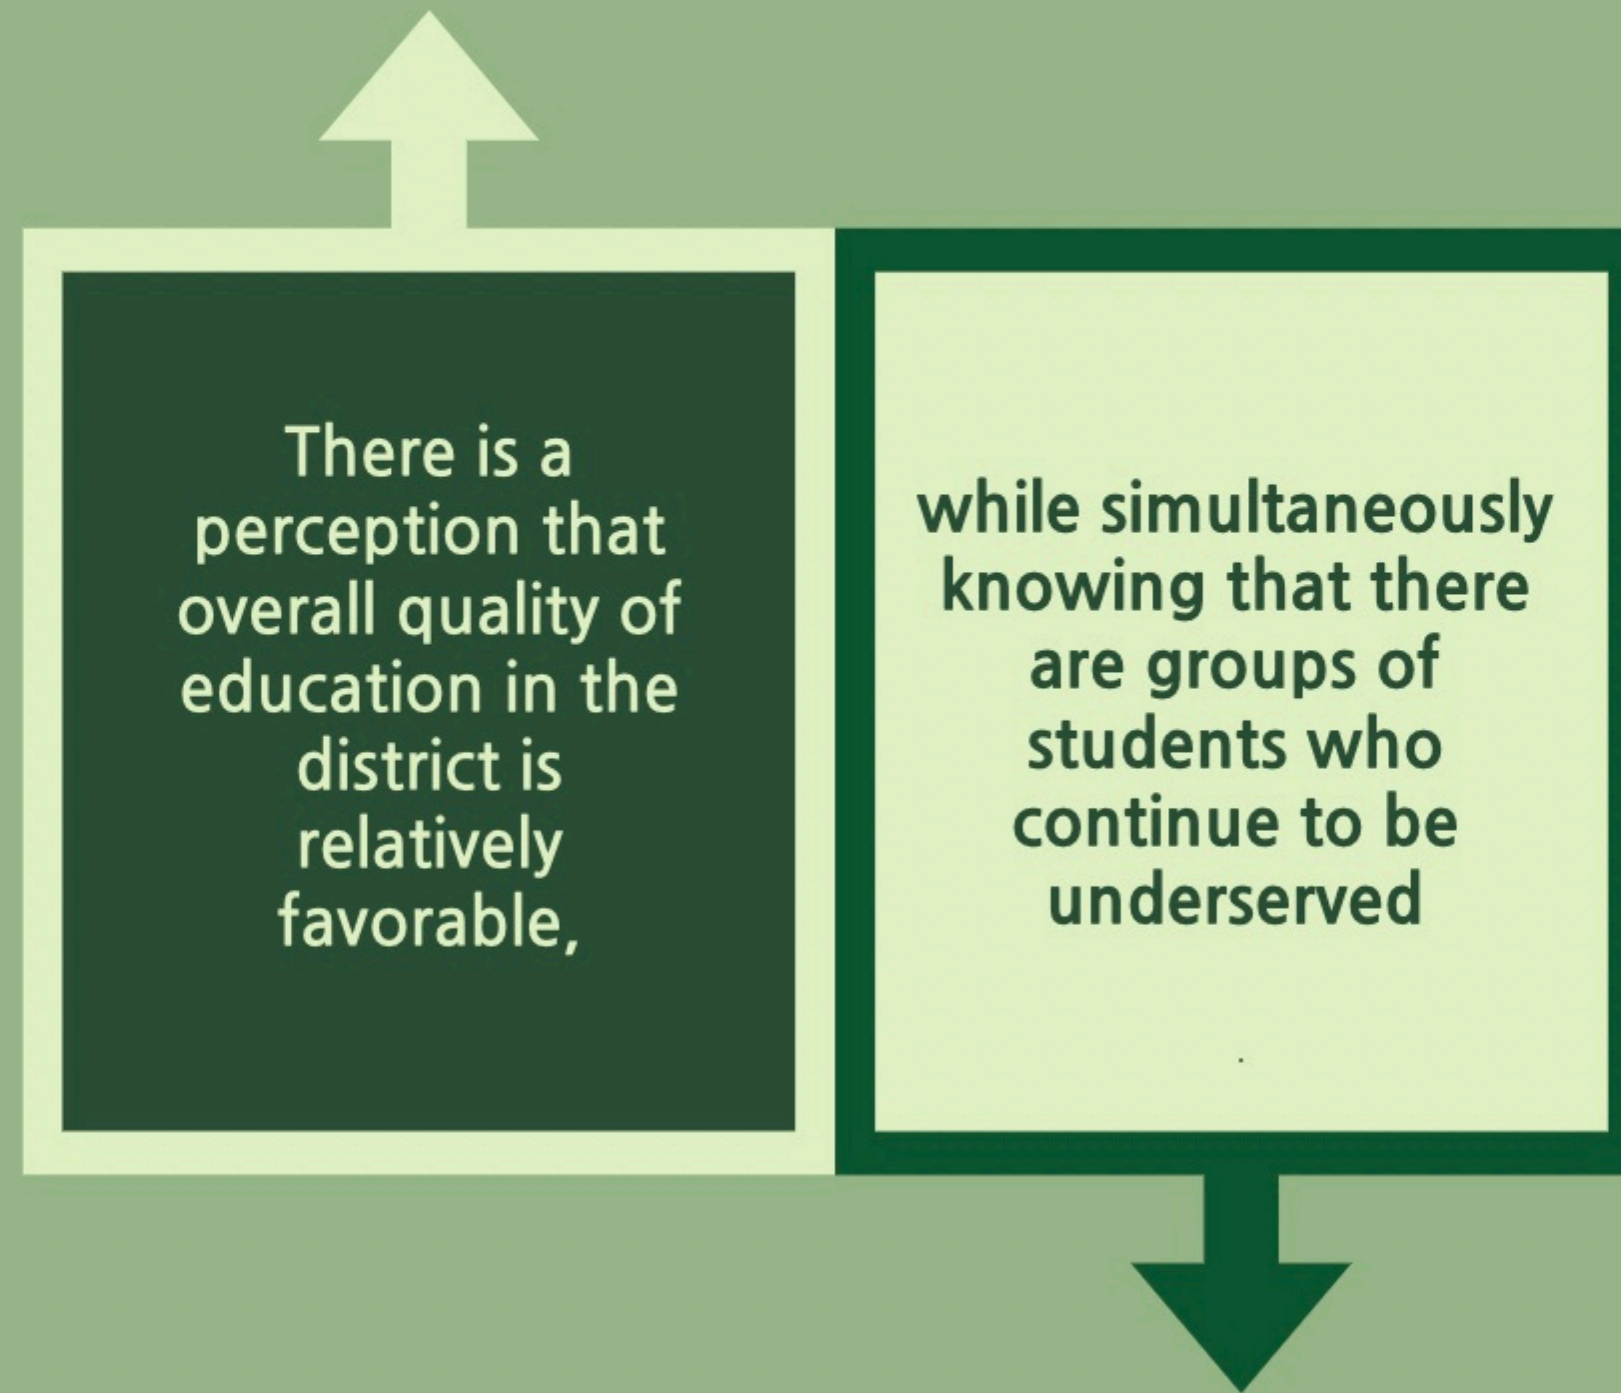 There is a
perception that
overall quality of
education in the
district is
relatively
favorable,
while simultaneously
knowing that there
are groups of
students who
continue to be
underserved
.